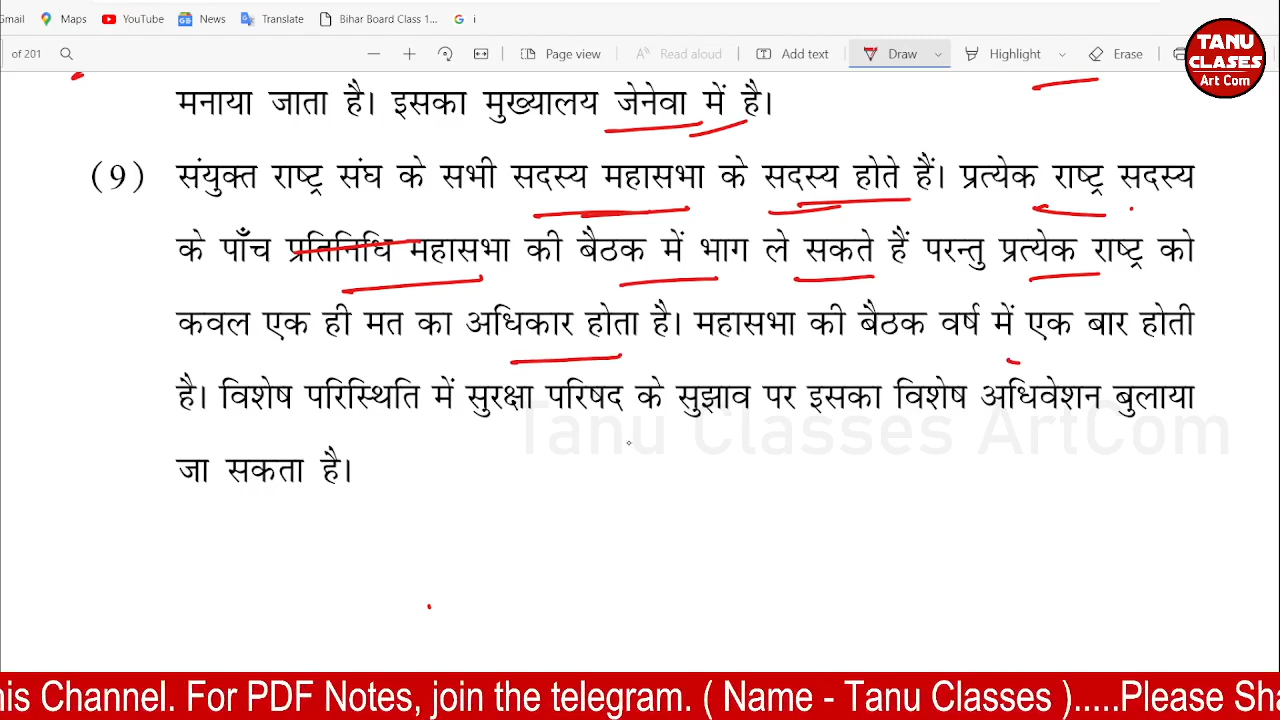 Gmail Maps YouTube News Translate Bihar Board Class 1... i
of 201 Page view Read aloud Add text Draw Highlight Erase
TANU
CLASES
Art Com
मनाया जाता है। इसका मुख्यालय जेनेवा में है।
(9) संयुक्त राष्ट्र संघ के सभी सदस्य महासभा के सदस्य होते हैं। प्रत्येक राष्ट्र सदस्य
के पाँच प्रतिनिधि महासभा की बैठक में भाग ले सकते हैं परन्तु प्रत्येक राष्ट्र को
कवल एक ही मत का अधिकार होता है। महासभा की बैठक वर्ष में एक बार होती
है। विशेष परिस्थिति में सुरक्षा परिषद के सुझाव पर इसका विशेष अधिवेशन बुलाया
Tanu Classes ArtCom
जा सकता है।
his Channel. For PDF Notes, join the telegram. ( Name - Tanu Classes ).....Please Sha